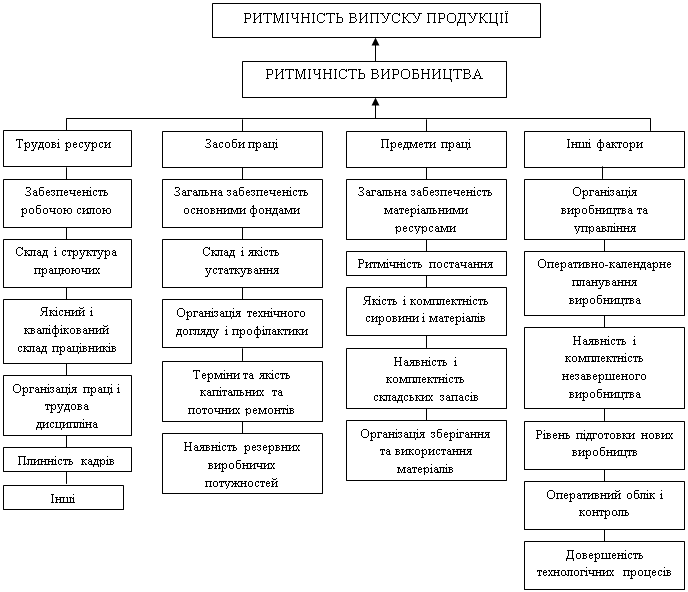 РИТМІЧНІСТЬ ВИПУСКУ ПРОДУКЦІЇ
РИТМІЧНІСТЬ ВИРОБНИЦТВА
Трудові ресурси
Забезпеченість
робочою силою
Склад і структура
працюючих
Якісний і
кваліфікований
склад працівників
Організація праці і
трудова
дисципліна
Плинність кадрів
Інші
Засоби праці
Загальна забезпеченість
основними фондами
Склад і якість
устаткування
Організація технічного
догляду і профілактики
Терміни та якість
капітальних та
поточних ремонтів
Наявність резервних
виробничих
потужностей
Предмети праці
Загальна забезпеченість
матеріальними
ресурсами
Ритмічність постачання
Якість і комплектність
сировини і матеріалів
Наявність і
комплектність
складських запасів
Організація зберігання
та використання
матеріалів
Інші фактори
Організація
виробництва та
управління
Оперативно-календарне
планування
виробництва
Наявність і
комплектність
незавершеного
виробництва
Рівень підготовки нових
виробництв
Оперативний облік і
контроль
Довершеність
технологічних процесів